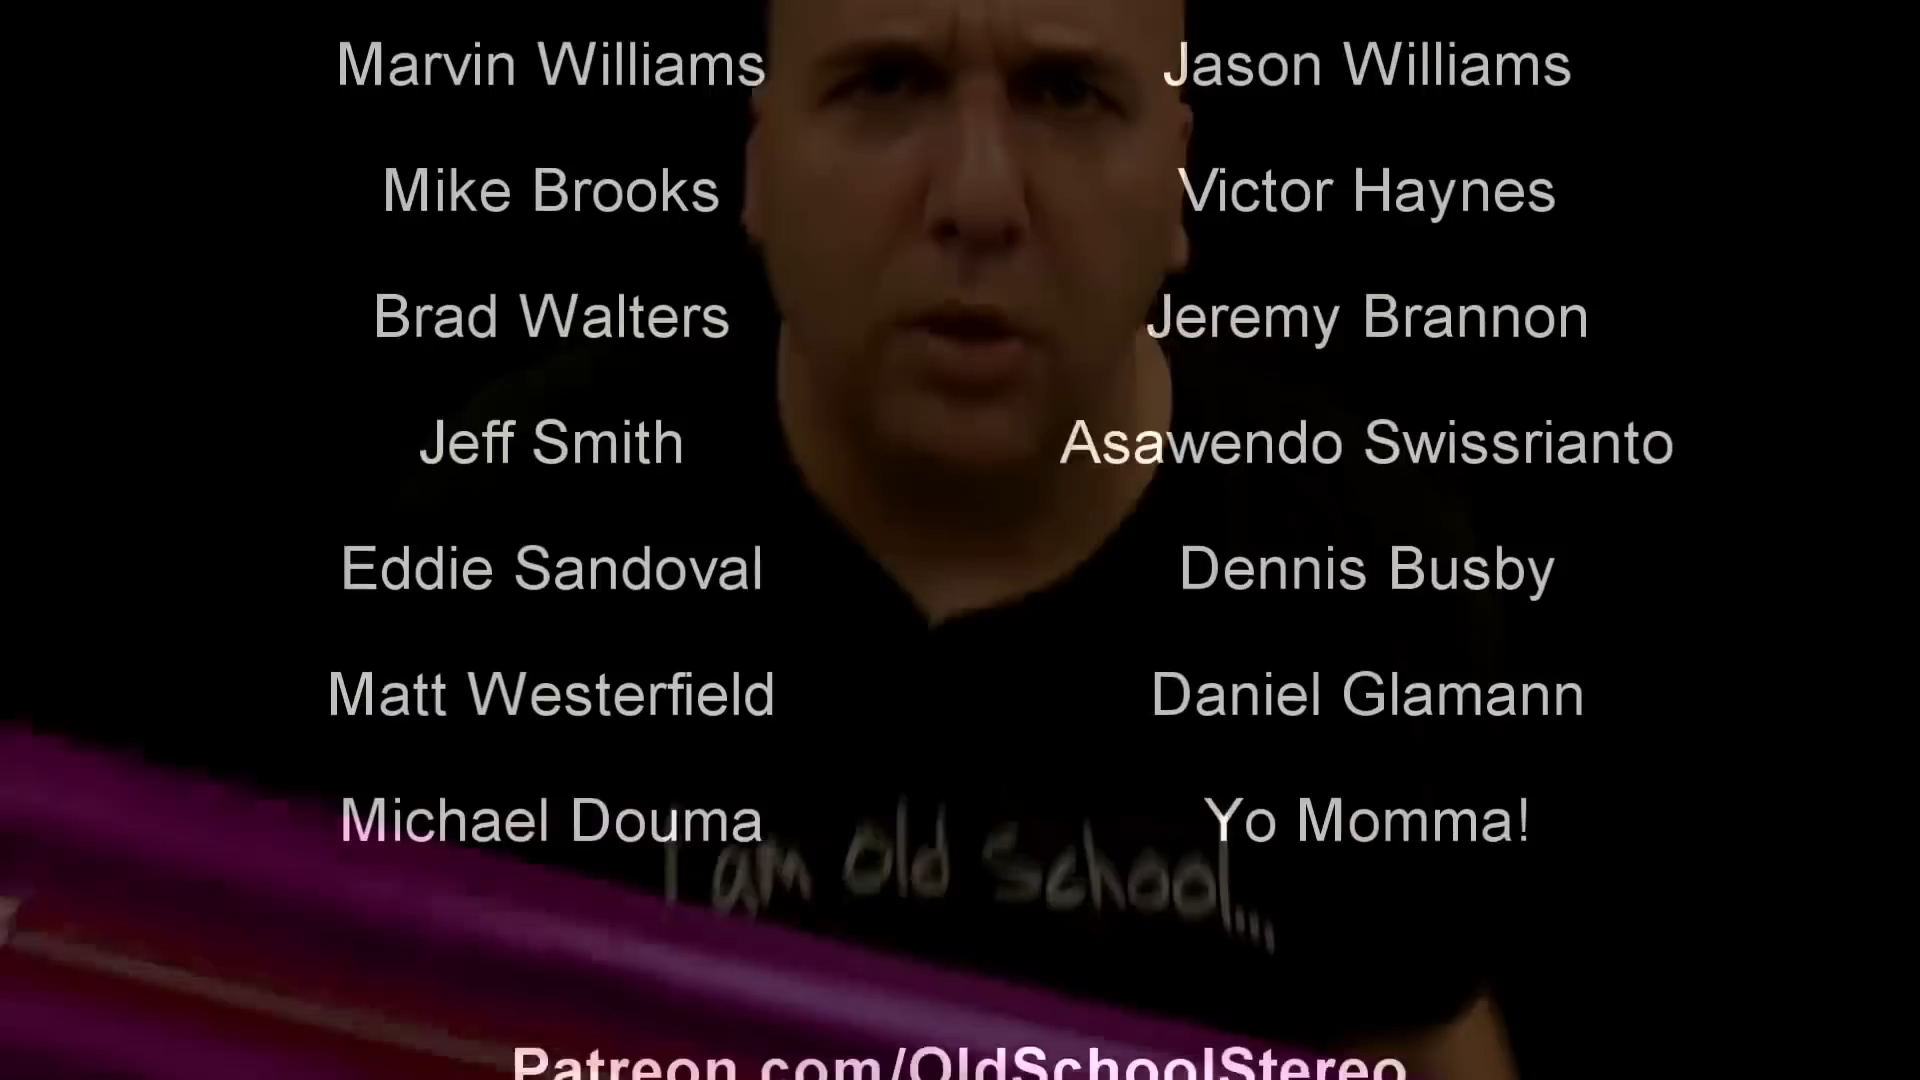 Marvin Williams
Jason Williams
Mike Brooks
Victor Haynes
Brad Walters
Jeremy Brannon
Jeff Smith
Asawendo Swissrianto
Eddie Sandoval
Dennis Busby
Matt Westerfield
Daniel Glamann
Michael Douma
Yo Momma!
I am Old School...
Patreon.com/OldSchoolStereo